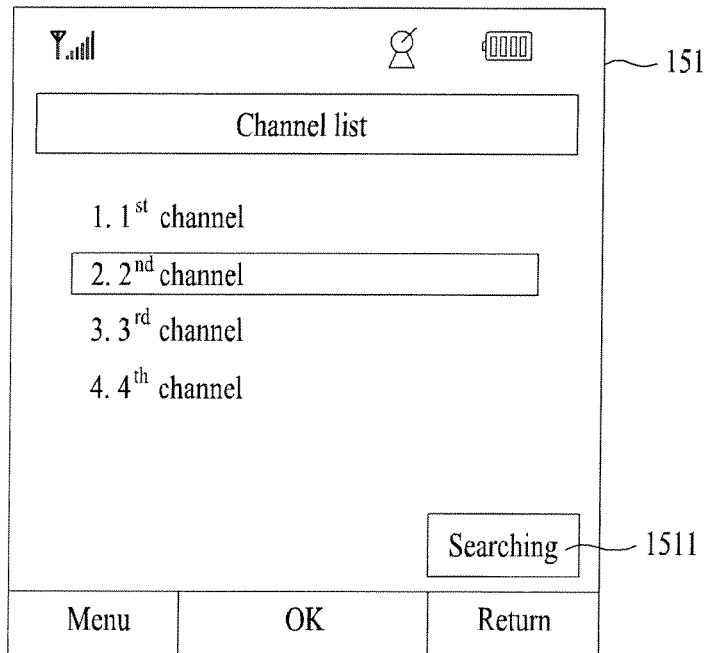 151
Channel list
1. 1st channel
2. 2nd channel
3. 3rd channel
4. 4th channel
Searching 1511
Menu OK Return